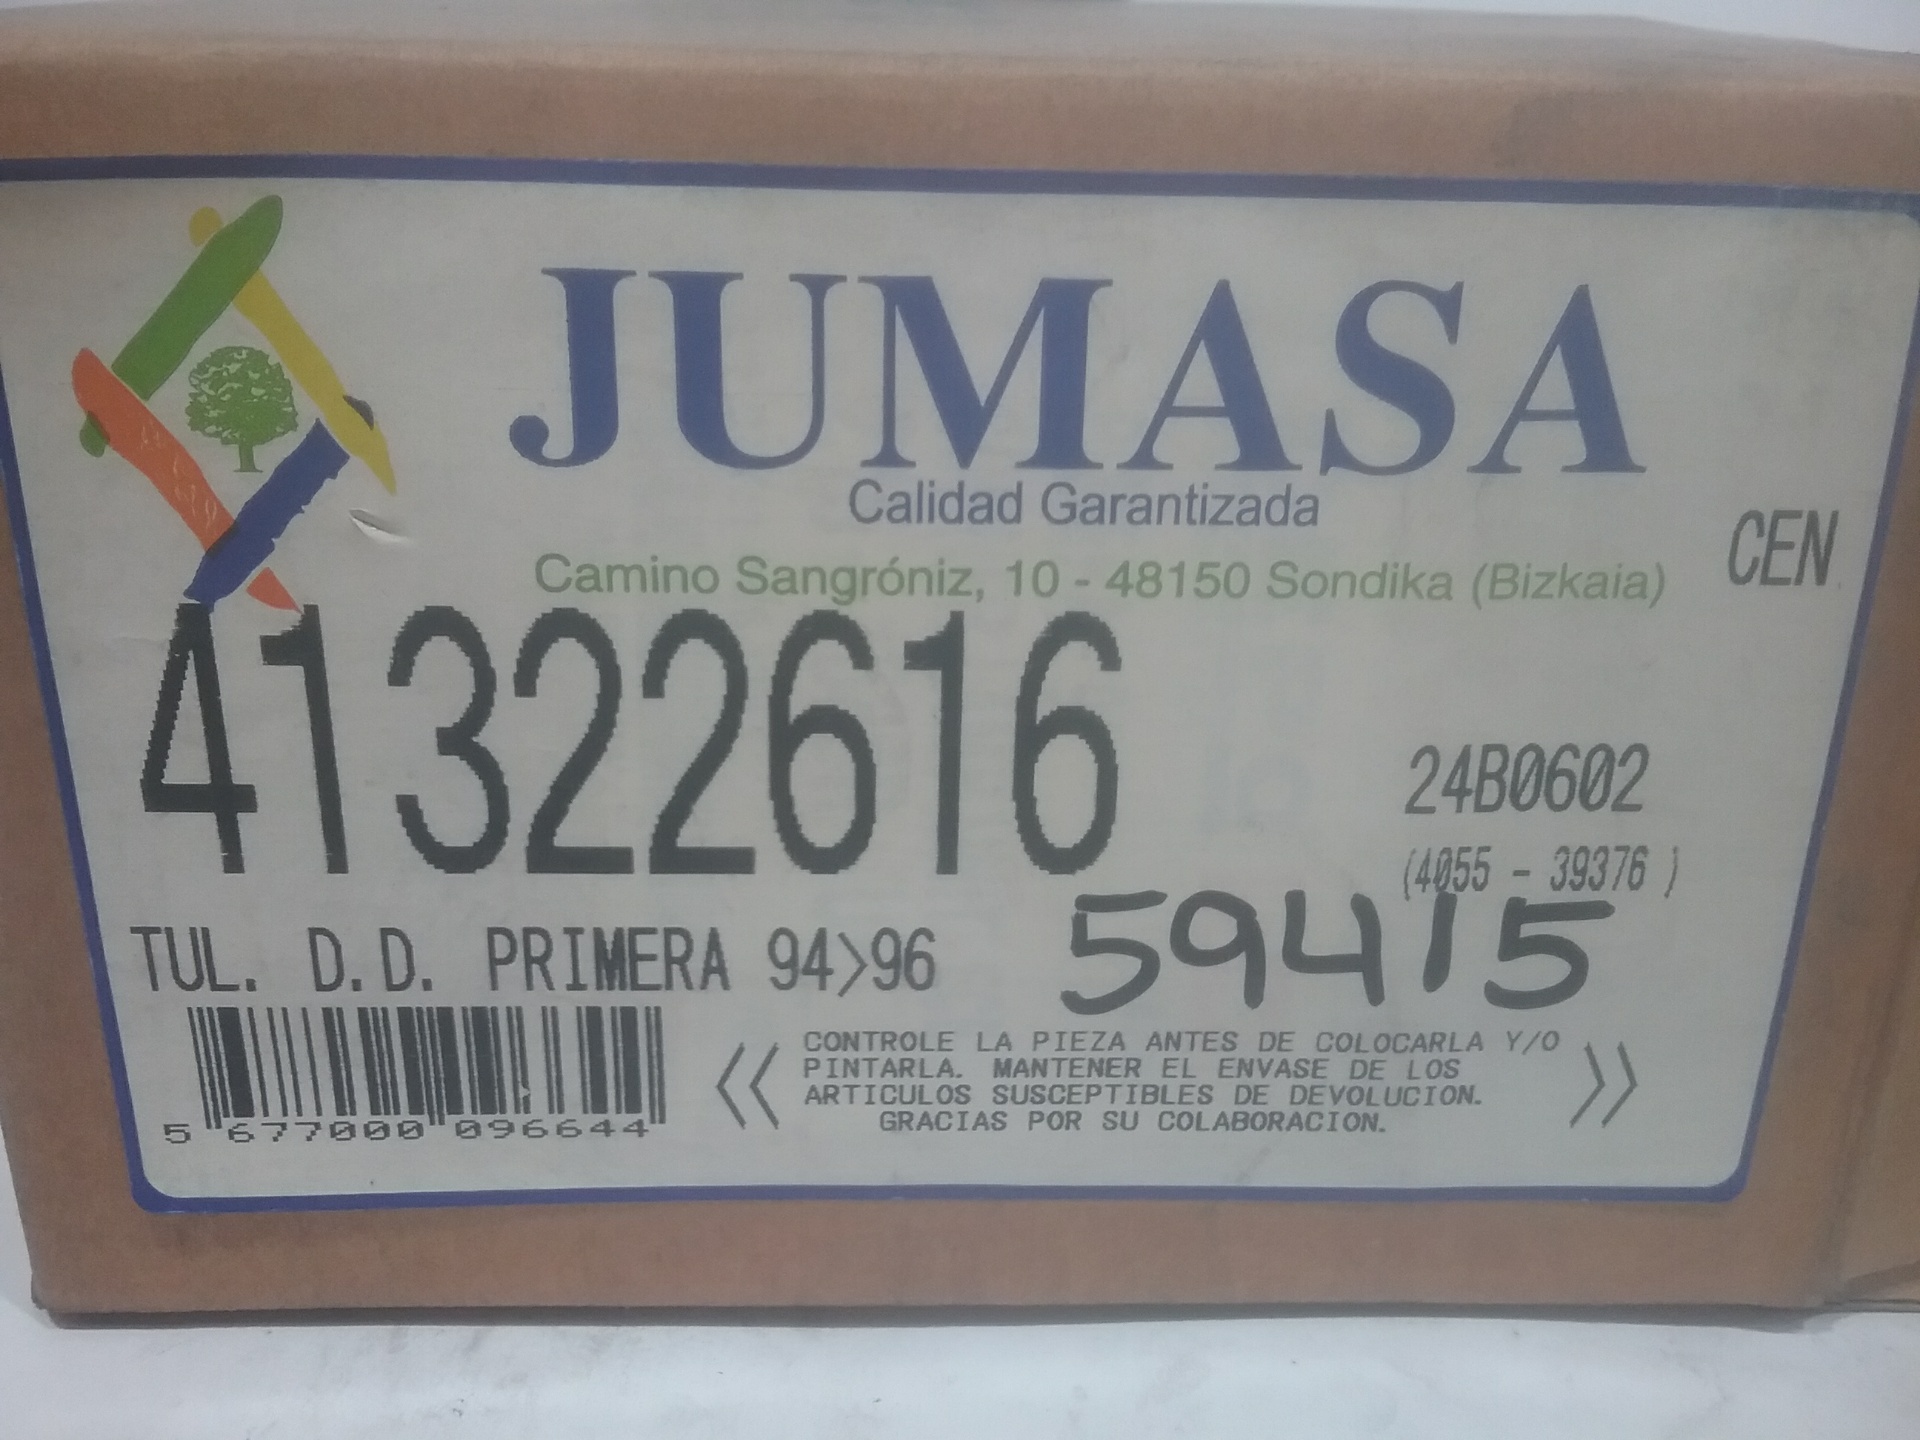 JUMASA
Calidad Garantizada
Camino Sangróniz, 10 - 48150 Sondika (Bizkaia)
CEN
41322616
24B0602
(4055 - 39376 )
59415
TUL. D.D. PRIMERA 94>96
5 677000 096644
CONTROLE LA PIEZA ANTES DE COLOCARLA Y/O
PINTARLA. MANTENER EL ENVASE DE LOS
ARTICULOS SUSCEPTIBLES DE DEVOLUCION.
GRACIAS POR SU COLABORACION.